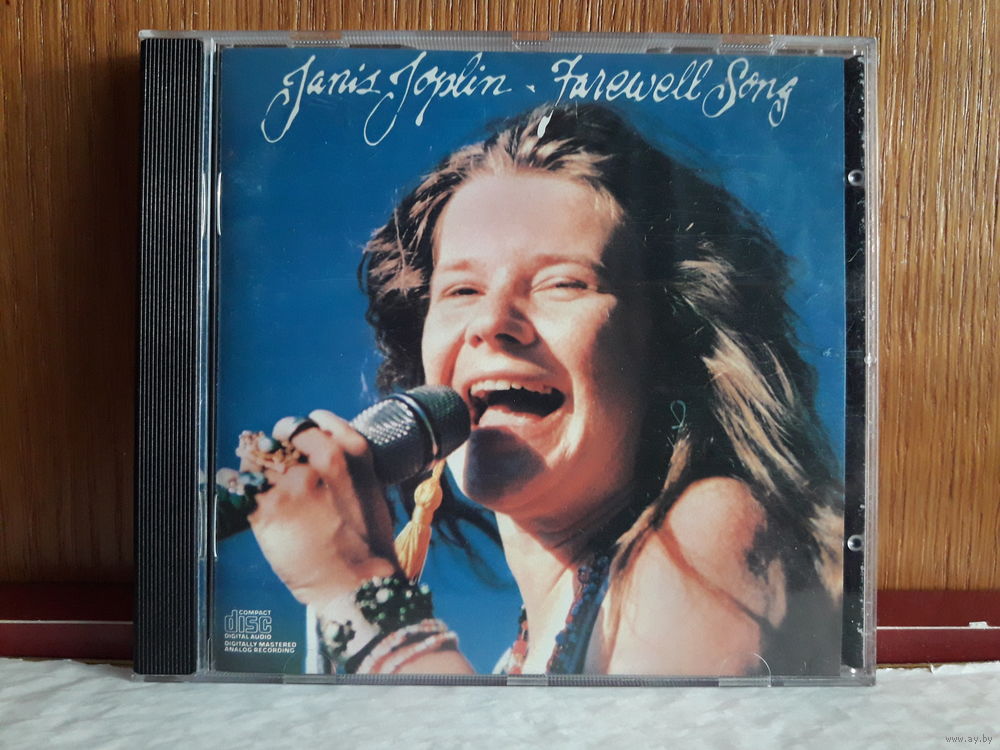 Janis Joplin - Farewell Song
COMPACT
disc
DIGITAL AUDIO
DIGITALLY MASTERED
ANALOG RECORDING
www.ay.by